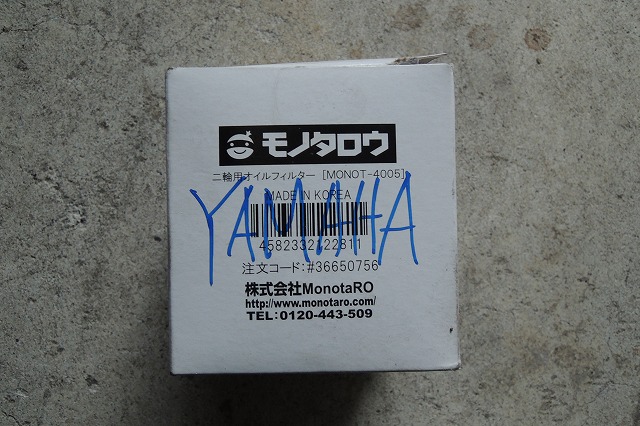 モノタロウ
二輪用オイルフィルター [MONOT-4005]
MADE IN KOREA
YAMAHA
4582332122811
注文コード:#36650756
株式会社MonotaRO
http://www.monotaro.com/
TEL:0120-443-509